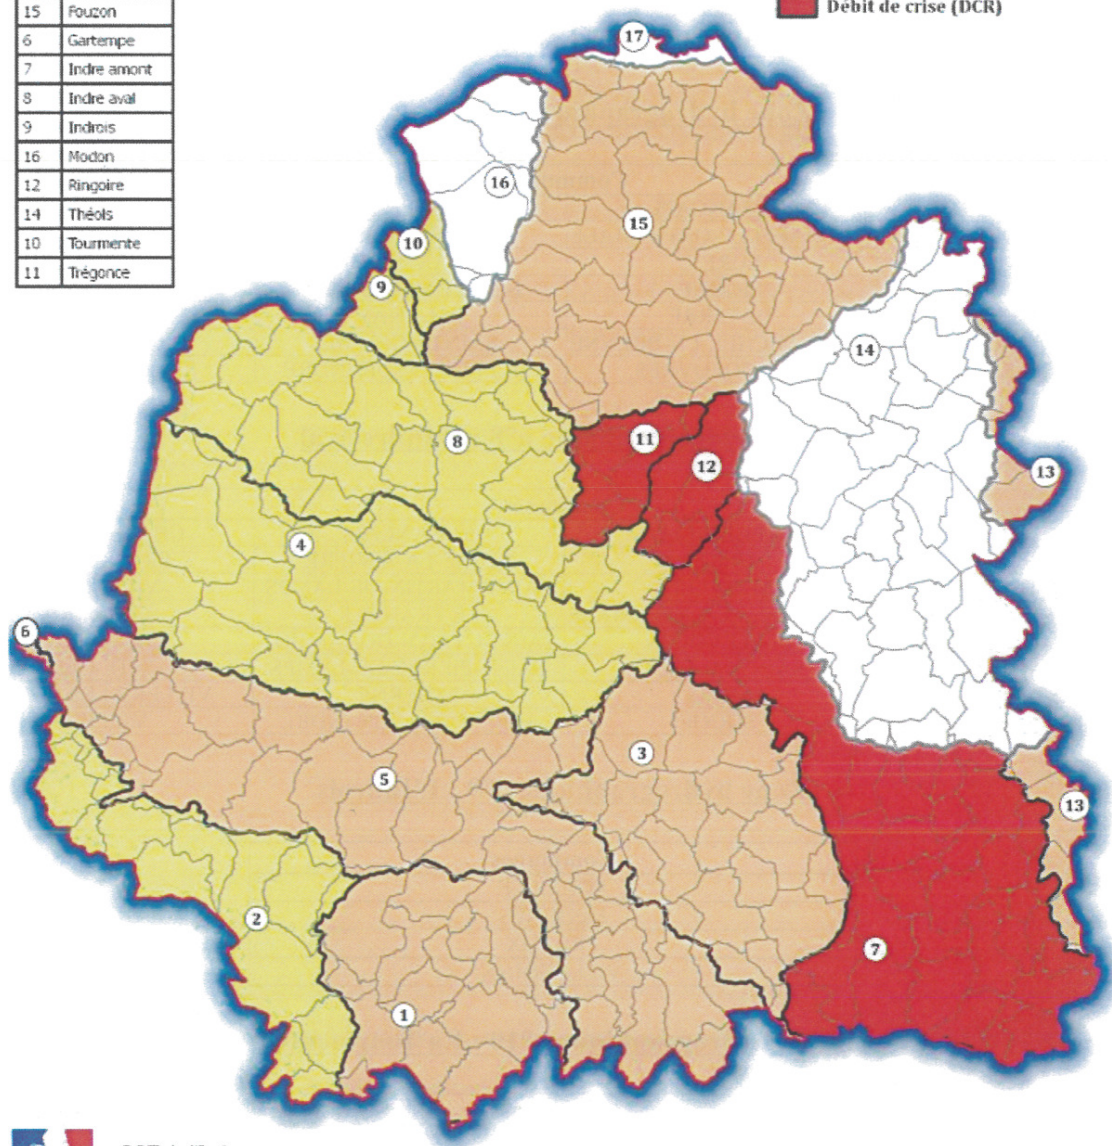 Débit de crise (DCR)
15 Fouzon
6 Gartempe
7 Indre amont
8 Indre aval
9 Indrois
16 Modon
12 Ringoire
14 Théols
10 Tourmente
11 Trégonce
17
16
15
10
9
14
11
8
12
13
4
6
3
5
13
2
7
1